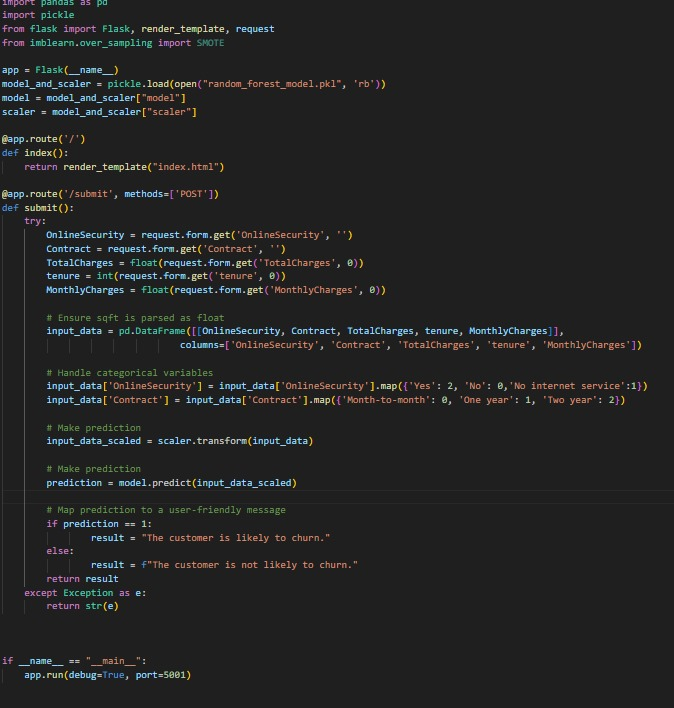 import pandas as pd
import pickle
from flask import Flask, render_template, request
from imblearn.over_sampling import SMOTE
app = Flask(__name__)
model_and_scaler = pickle.load(open("random_forest_model.pkl", 'rb'))
model = model_and_scaler["model"]
scaler = model_and_scaler["scaler"]
@app.route('/')
def index():
    return render_template("index.html")
@app.route('/submit', methods=['POST'])
def submit():
    try:
        OnlineSecurity = request.form.get('OnlineSecurity', '')
        Contract = request.form.get('Contract', '')
        TotalCharges = float(request.form.get('TotalCharges', 0))
        tenure = int(request.form.get('tenure', 0))
        MonthlyCharges = float(request.form.get('MonthlyCharges', 0))
        # Ensure sqft is parsed as float
        input_data = pd.DataFrame([[OnlineSecurity, Contract, TotalCharges, tenure, MonthlyCharges]],
                                columns=['OnlineSecurity', 'Contract', 'TotalCharges', 'tenure', 'MonthlyCharges'])
        # Handle categorical variables
        input_data['OnlineSecurity'] = input_data['OnlineSecurity'].map({'Yes': 2, 'No': 0,'No internet service':1})
        input_data['Contract'] = input_data['Contract'].map({'Month-to-month': 0, 'One year': 1, 'Two year': 2})
        # Make prediction
        input_data_scaled = scaler.transform(input_data)
        # Make prediction
        prediction = model.predict(input_data_scaled)
        # Map prediction to a user-friendly message
        if prediction == 1:
                result = "The customer is likely to churn."
        else:
                result = f"The customer is not likely to churn."
        return result
    except Exception as e:
        return str(e)
if __name__ == "__main__":
    app.run(debug=True, port=5001)